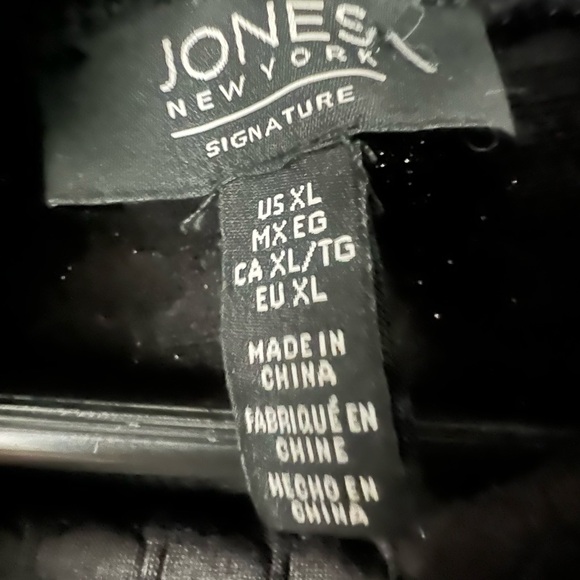 JONES
NEW YORK
SIGNATURE
US XL
MX EG
CA XL/TG
EU XL
MADE IN
CHINA
FABRIQUÉ EN
CHINE
HECHO EN
CHINA